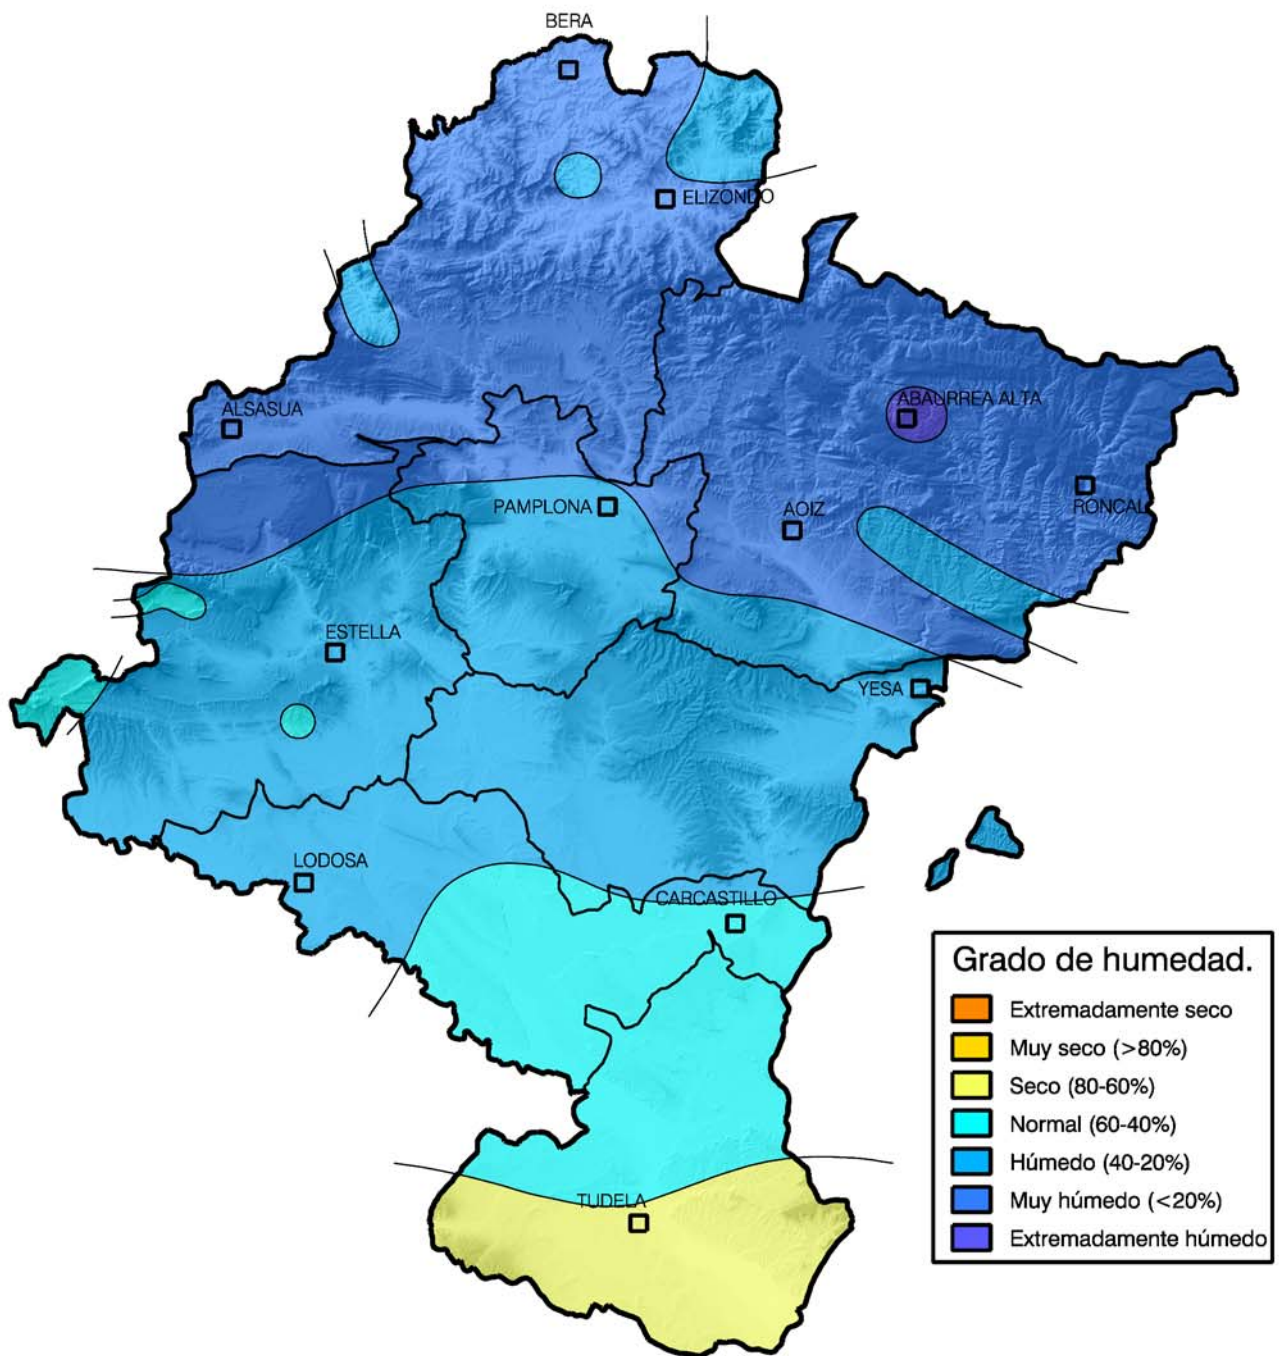 BERA
ELIZONDO
ABAURREA ALTA
ALSASUA
RONCAL
PAMPLONA
AOIZ
ESTELLA
YESA
LODOSA
CARCASTILLO
TUDELA
Grado de humedad.
Extremadamente seco
Muy seco (>80%)
Seco (80-60%)
Normal (60-40%)
Húmedo (40-20%)
Muy húmedo (<20%)
Extremadamente húmedo